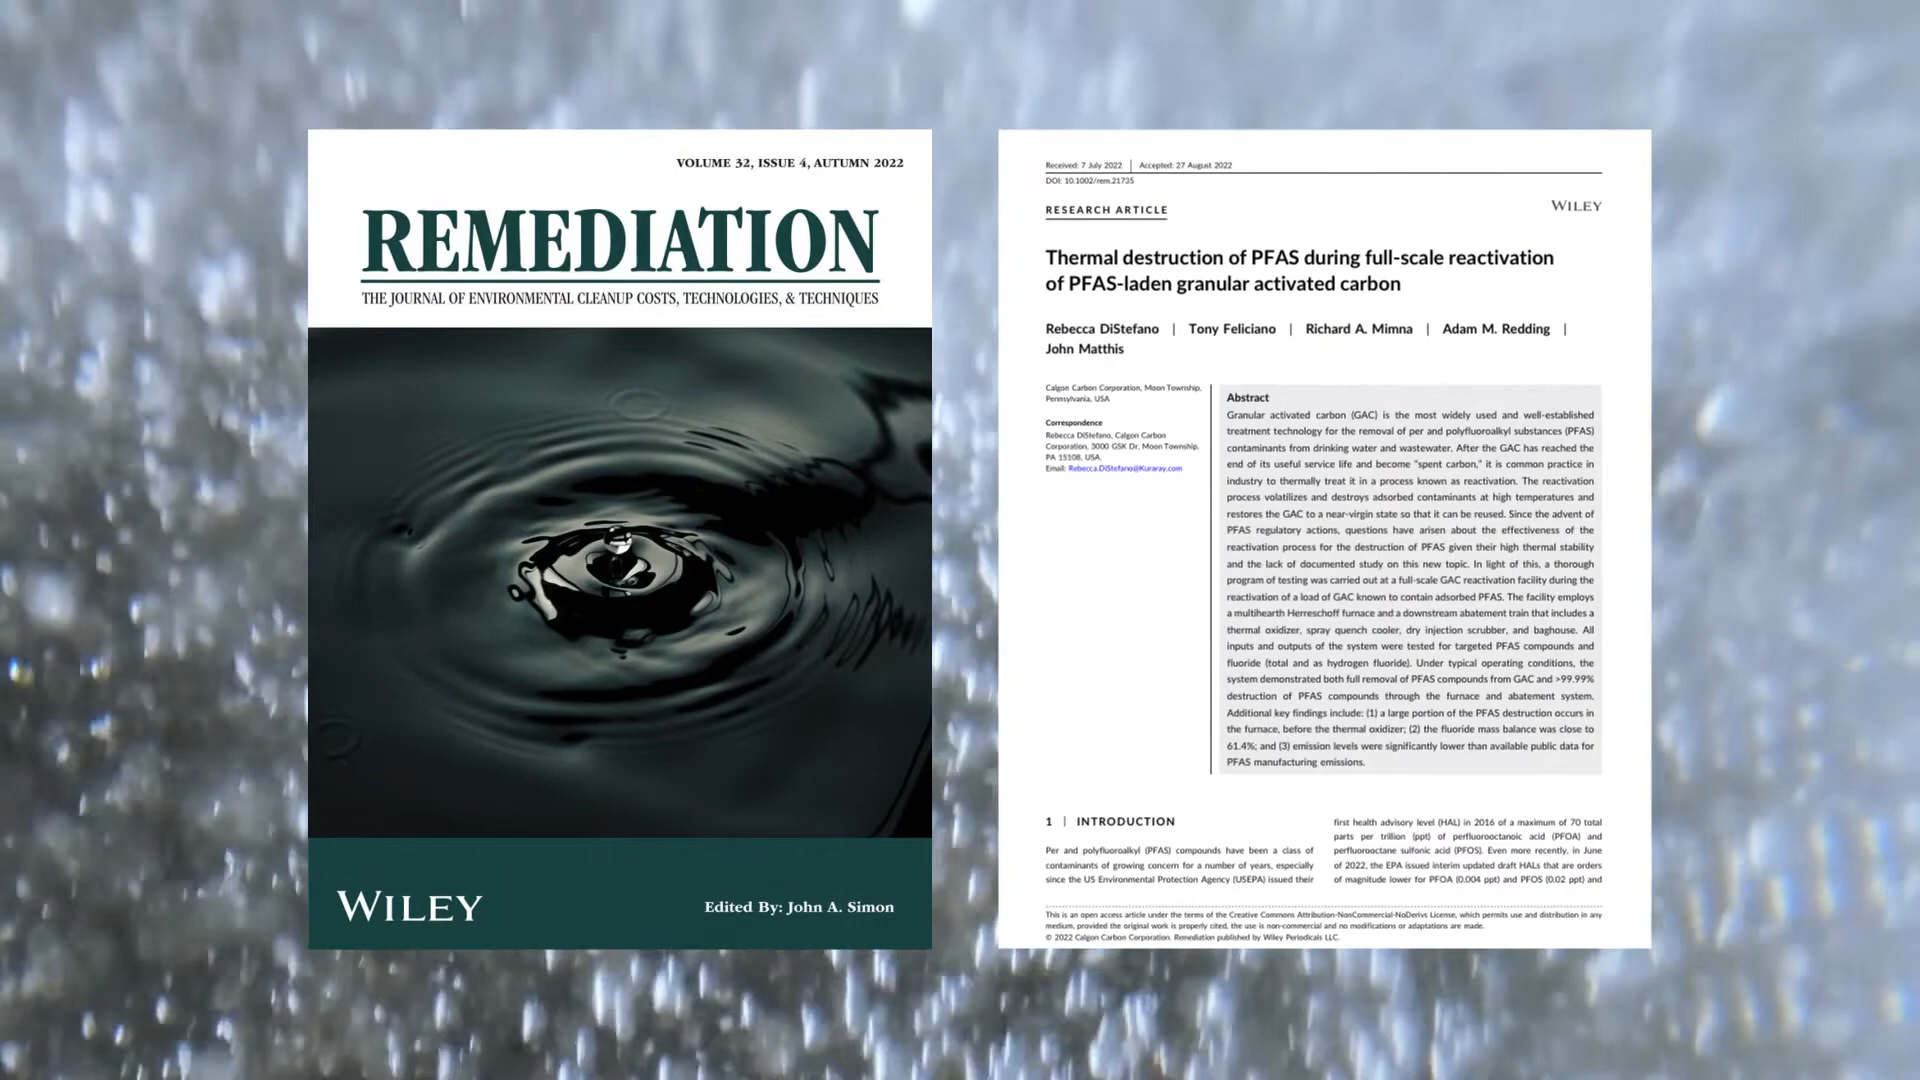 VOLUME 32, ISSUE 4, AUTUMN 2022
REMEDIATION
THE JOURNAL OF ENVIRONMENTAL CLEANUP COSTS, TECHNOLOGIES, & TECHNIQUES
WILEY
Edited By: John A. Simon
Received: 7 July 2022 | Accepted: 27 August 2022
DOI: 10.1002/rem.21735
RESEARCH ARTICLE
WILEY
Thermal destruction of PFAS during full-scale reactivation
of PFAS-laden granular activated carbon
Rebecca DiStefano | Tony Feliciano | Richard A. Mimna | Adam M. Redding |
John Matthis
Calgon Carbon Corporation, Moon Township,
Pennsylvania, USA
Correspondence
Rebecca DiStefano, Calgon Carbon
Corporation, 3000 GSK Dr, Moon Township,
PA 15108, USA.
Email: Rebecca.DiStefano@Kuraray.com
Abstract
Granular activated carbon (GAC) is the most widely used and well-established
treatment technology for the removal of per and polyfluoroalkyl substances (PFAS)
contaminants from drinking water and wastewater. After the GAC has reached the
end of its useful service life and become "spent carbon," it is common practice in
industry to thermally treat it in a process known as reactivation. The reactivation
process volatilizes and destroys adsorbed contaminants at high temperatures and
restores the GAC to a near-virgin state so that it can be reused. Since the advent of
PFAS regulatory actions, questions have arisen about the effectiveness of the
reactivation process for the destruction of PFAS given their high thermal stability
and the lack of documented study on this new topic. In light of this, a thorough
program of testing was carried out at a full-scale GAC reactivation facility during the
reactivation of a load of GAC known to contain adsorbed PFAS. The facility employs
a multihearth Herreschoff furnace and a downstream abatement train that includes a
thermal oxidizer, spray quench cooler, dry injection scrubber, and baghouse. All
inputs and outputs of the system were tested for targeted PFAS compounds and
fluoride (total and as hydrogen fluoride). Under typical operating conditions, the
system demonstrated both full removal of PFAS compounds from GAC and >99.99%
destruction of PFAS compounds through the furnace and abatement system.
Additional key findings include: (1) a large portion of the PFAS destruction occurs in
the furnace, before the thermal oxidizer; (2) the fluoride mass balance was close to
61.4%; and (3) emission levels were significantly lower than available public data for
PFAS manufacturing emissions.
1 | INTRODUCTION
Per and polyfluoroalkyl (PFAS) compounds have been a class of
contaminants of growing concern for a number of years, especially
since the US Environmental Protection Agency (USEPA) issued their
first health advisory level (HAL) in 2016 of a maximum of 70 total
parts per trillion (ppt) of perfluorooctanoic acid (PFOA) and
perfluorooctane sulfonic acid (PFOS). Even more recently, in June
of 2022, the EPA issued interim updated draft HALs that are orders
of magnitude lower for PFOA (0.004 ppt) and PFOS (0.02 ppt) and
This is an open access article under the terms of the Creative Commons Attribution-NonCommercial-NoDerivs License, which permits use and distribution in any
medium, provided the original work is properly cited, the use is non-commercial and no modifications or adaptations are made.
© 2022 Calgon Carbon Corporation. Remediation published by Wiley Periodicals LLC.